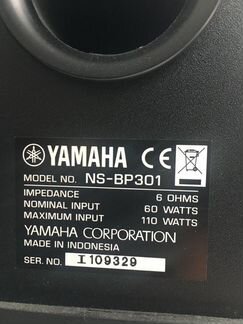 YAMAHA CE
MODEL NO. NS-BP301
IMPEDANCE 6 OHMS
NOMINAL INPUT 60 WATTS
MAXIMUM INPUT 110 WATTS
YAMAHA CORPORATION
MADE IN INDONESIA
SER. NO. I109329